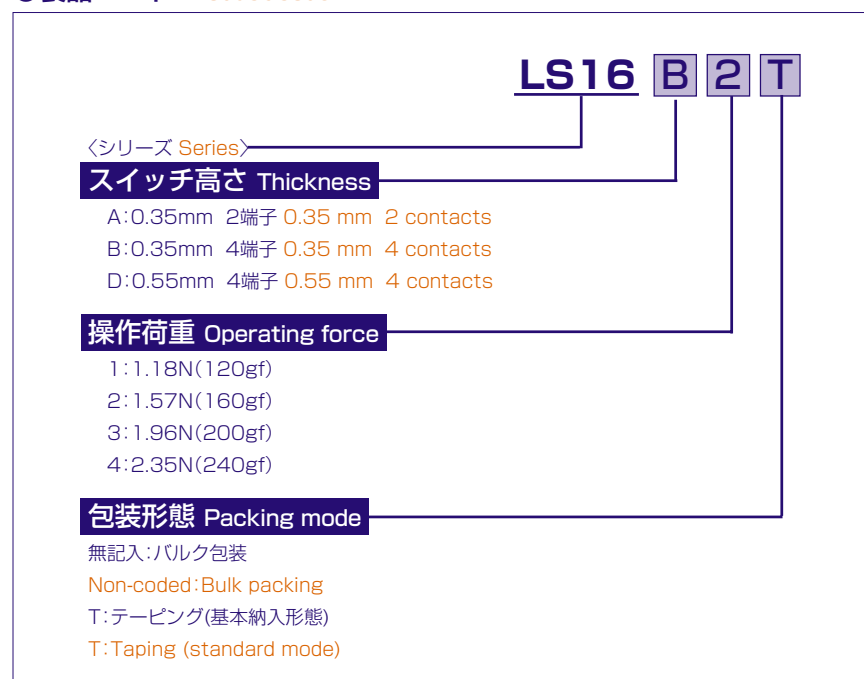 LS16 B 2 T
〈シリーズ Series〉
スイッチ高さ Thickness
A:0.35mm 2端子 0.35 mm 2 contacts
B:0.35mm 4端子 0.35 mm 4 contacts
D:0.55mm 4端子 0.55 mm 4 contacts
操作荷重 Operating force
1:1.18N(120gf)
2:1.57N(160gf)
3:1.96N(200gf)
4:2.35N(240gf)
包装形態 Packing mode
無記入:バルク包装
Non-coded:Bulk packing
T:テーピング(基本納入形態)
T:Taping (standard mode)